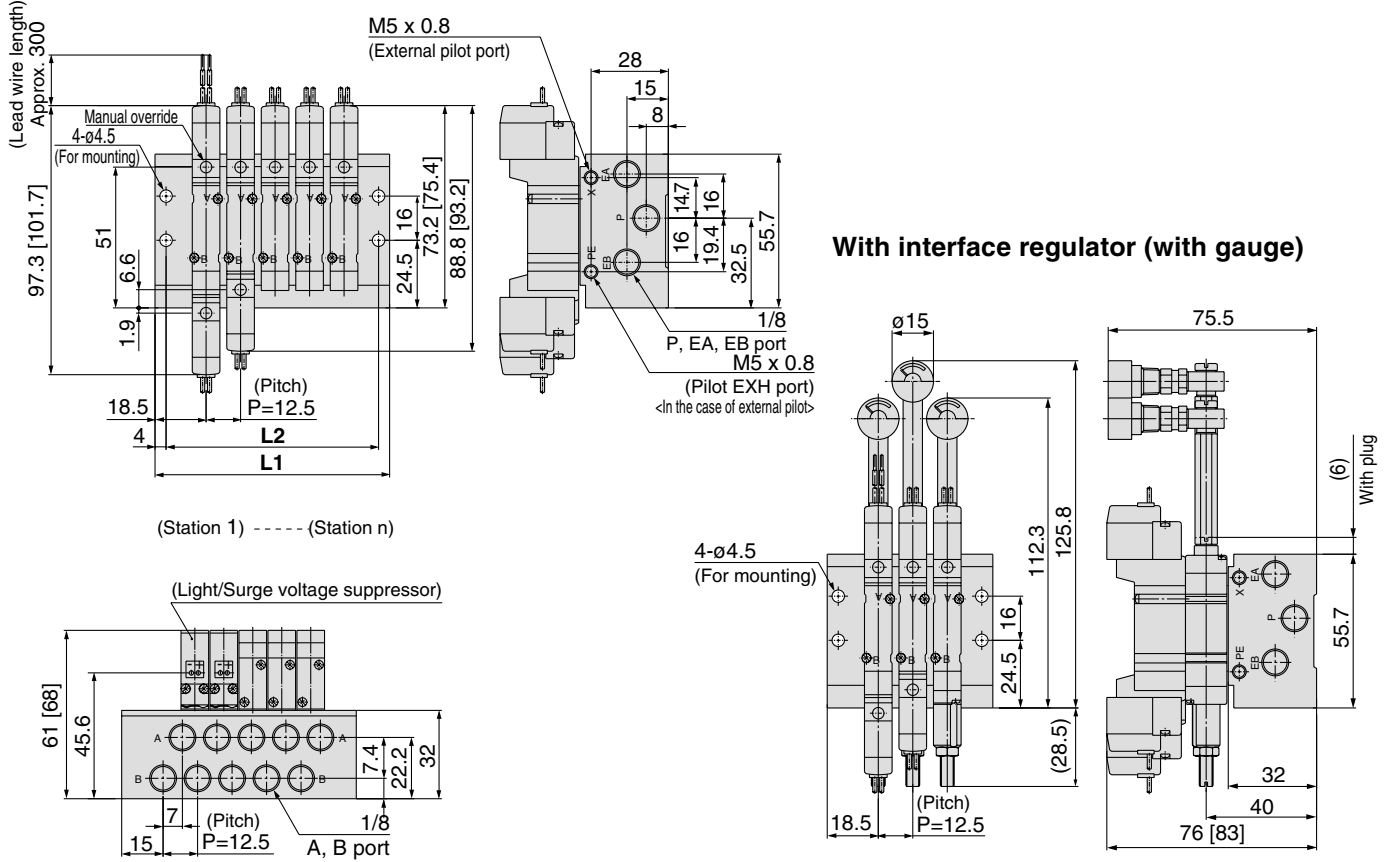 (Lead wire length)
Approx. 300
97.3 [101.7]
Manual override
4-ø4.5
(For mounting)
51
6.6
1.9
A A A A A
B B B B B
16
24.5
73.2 [75.4]
88.8 [93.2]
(Pitch)
18.5
P=12.5
4
L2
L1
M5 x 0.8
(External pilot port)
28
15
8
X
EA
P
PE
EB
14.7
16
16
19.4
32.5
55.7
1/8
P, EA, EB port
M5 x 0.8
(Pilot EXH port)
<In the case of external pilot>
(Station 1) ----- (Station n)
(Light/Surge voltage suppressor)
61 [68]
45.6
A A
B B
7.4
22.2
32
7
15
(Pitch)
P=12.5
1/8
A, B port
With interface regulator (with gauge)
ø15
4-ø4.5
(For mounting)
A A A
B B B
16
24.5
112.3
125.8
(28.5)
(Pitch)
18.5
P=12.5
75.5
(6)
With plug
X
EA
P
PE
EB
55.7
32
40
76 [83]